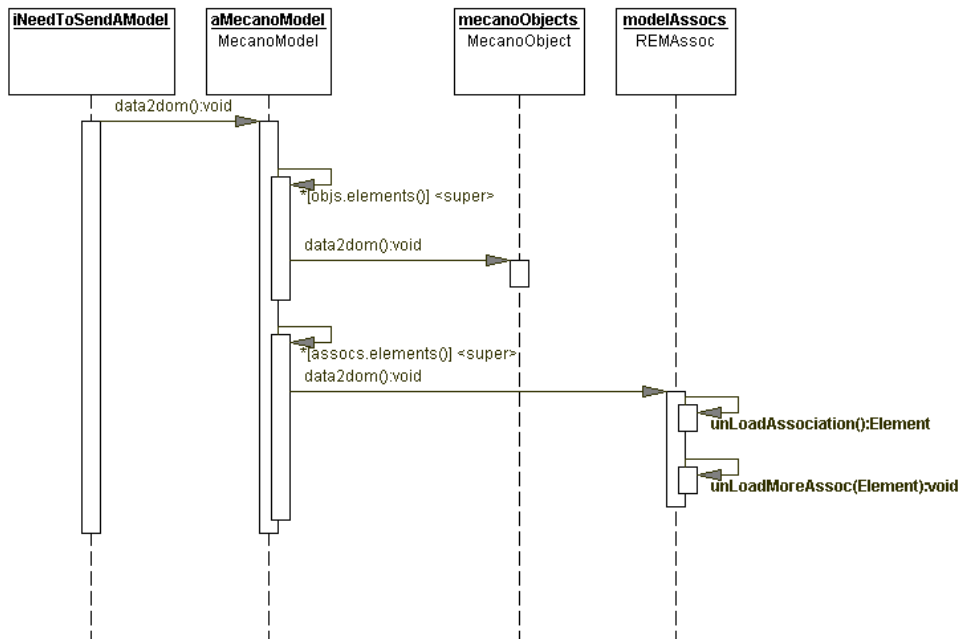 iNeedToSendAModel
aMecanoModel
MecanoModel
mecanoObjects
MecanoObject
modelAssocs
REMAssoc
data2dom():void
*[objs.elements()] <super>
data2dom():void
*[assocs.elements()] <super>
data2dom():void
unLoadAssociation():Element
unLoadMoreAssoc(Element):void